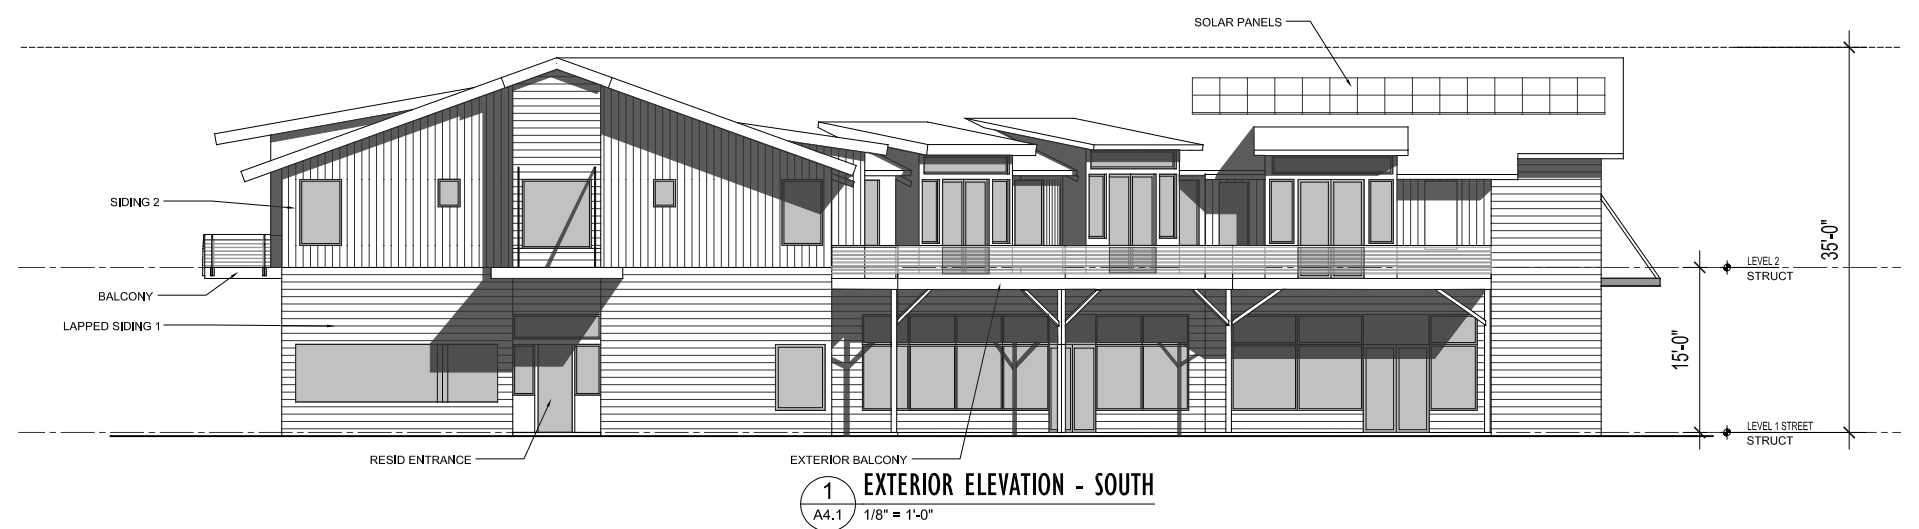 SOLAR PANELS
SIDING 2
BALCONY
LAPPED SIDING 1
RESID ENTRANCE
EXTERIOR BALCONY
35'-0"
15'-0"
LEVEL 2
STRUCT
LEVEL 1 STREET
STRUCT
1
A4.1
EXTERIOR ELEVATION - SOUTH
1/8" = 1'-0"